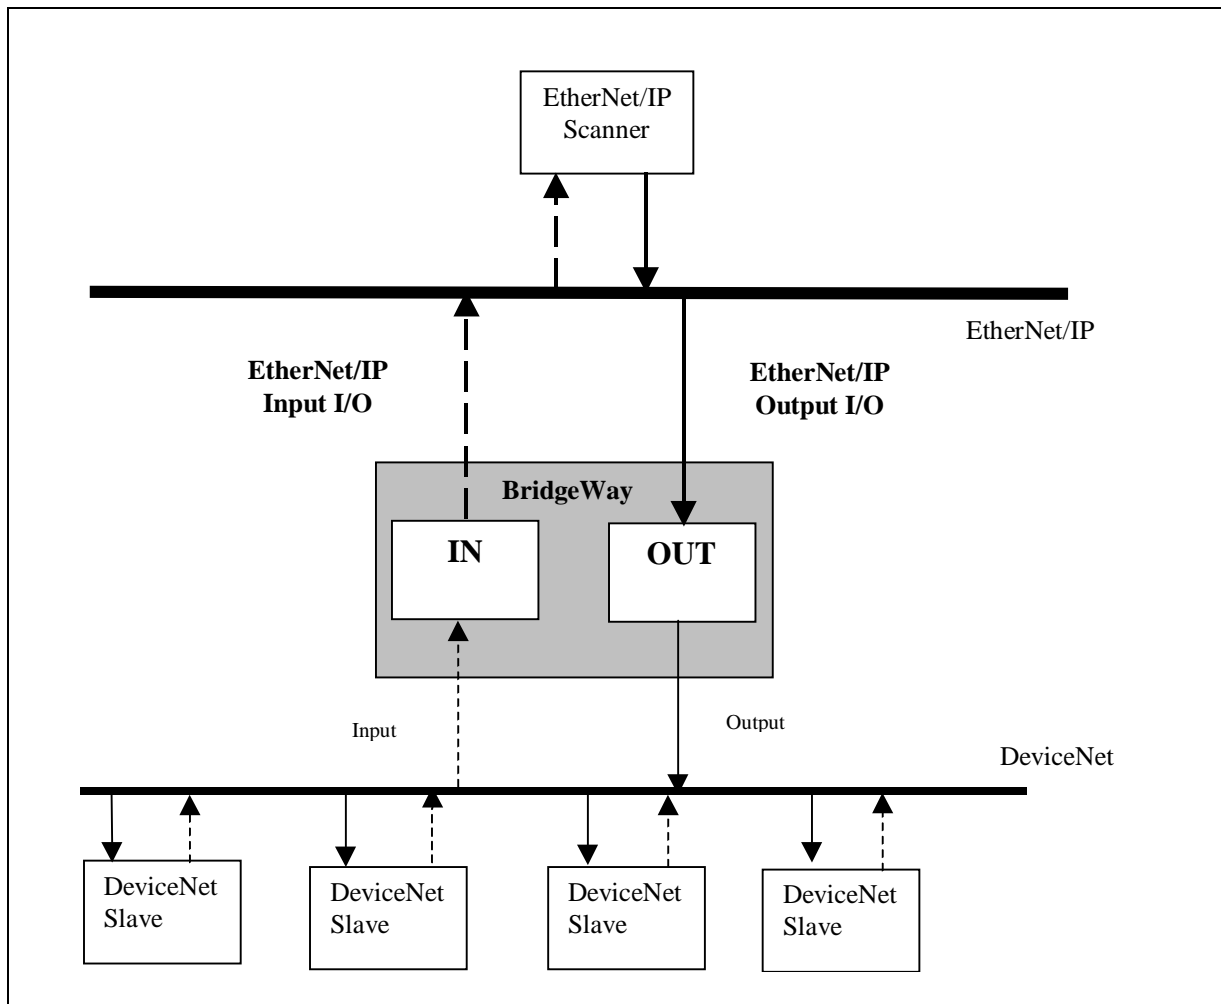 EtherNet/IP
Scanner
EtherNet/IP
EtherNet/IP
Input I/O
EtherNet/IP
Output I/O
BridgeWay
IN
OUT
Input
Output
DeviceNet
DeviceNet
Slave
DeviceNet
Slave
DeviceNet
Slave
DeviceNet
Slave